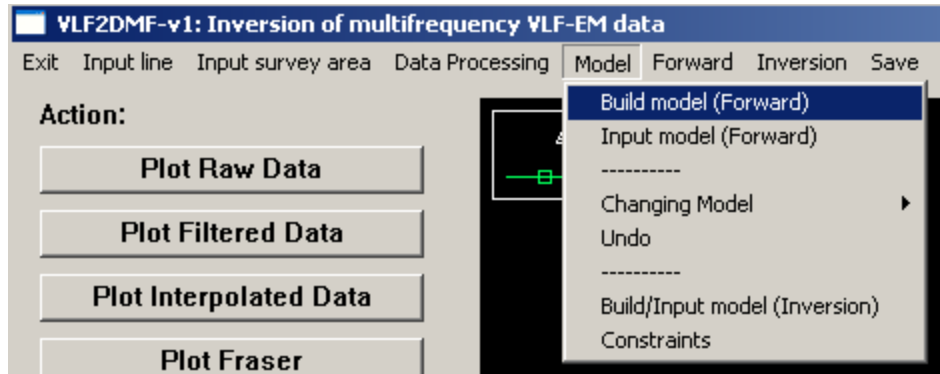 VLF2DMF-v1: Inversion of multifrequency VLF-EM data
Exit Input line Input survey area Data Processing Model Forward Inversion Save
Action:
Plot Raw Data
Plot Filtered Data
Plot Interpolated Data
Plot Fraser
Build model (Forward)
Input model (Forward)
----------
Changing Model
Undo
----------
Build/Input model (Inversion)
Constraints